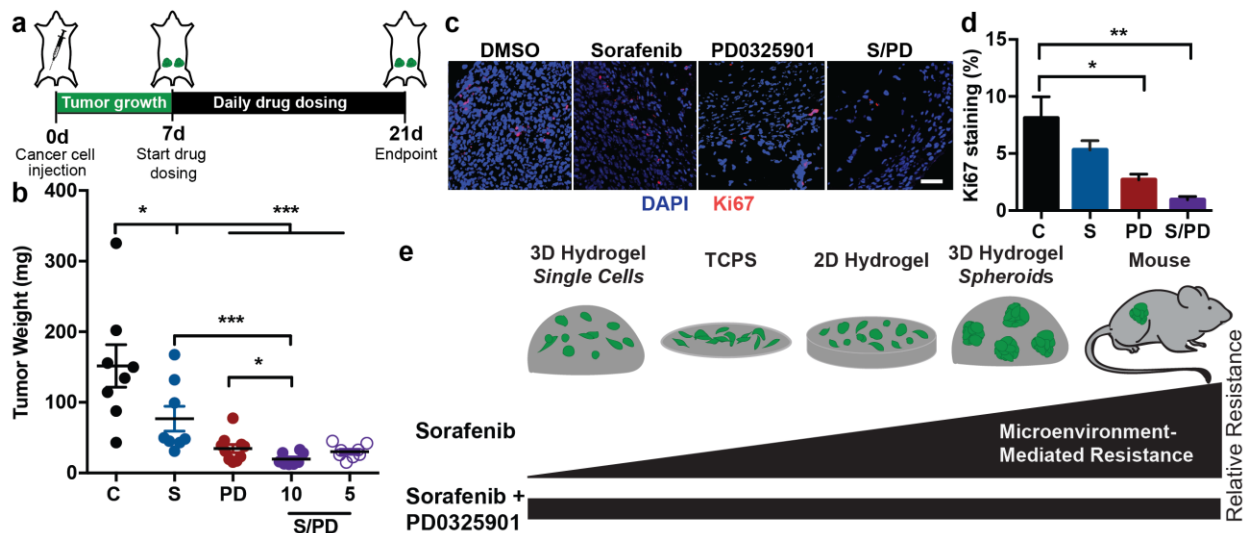 a
Tumor growth
Daily drug dosing
0d
Cancer cell
injection
7d
Start drug
dosing
21d
Endpoint
b
Tumor Weight (mg)
400
300
200
100
0
*
***
***
*
C
S
PD
10
5
S/PD
c
DMSO
Sorafenib
PD0325901
S/PD
DAPI Ki67
d
Ki67 staining (%)
15
10
5
0
**
*
C
S
PD
S/PD
e
3D Hydrogel
Single Cells
TCPS
2D Hydrogel
3D Hydrogel
Spheroids
Mouse
Sorafenib
Microenvironment-
Mediated Resistance
Sorafenib +
PD0325901
Relative Resistance